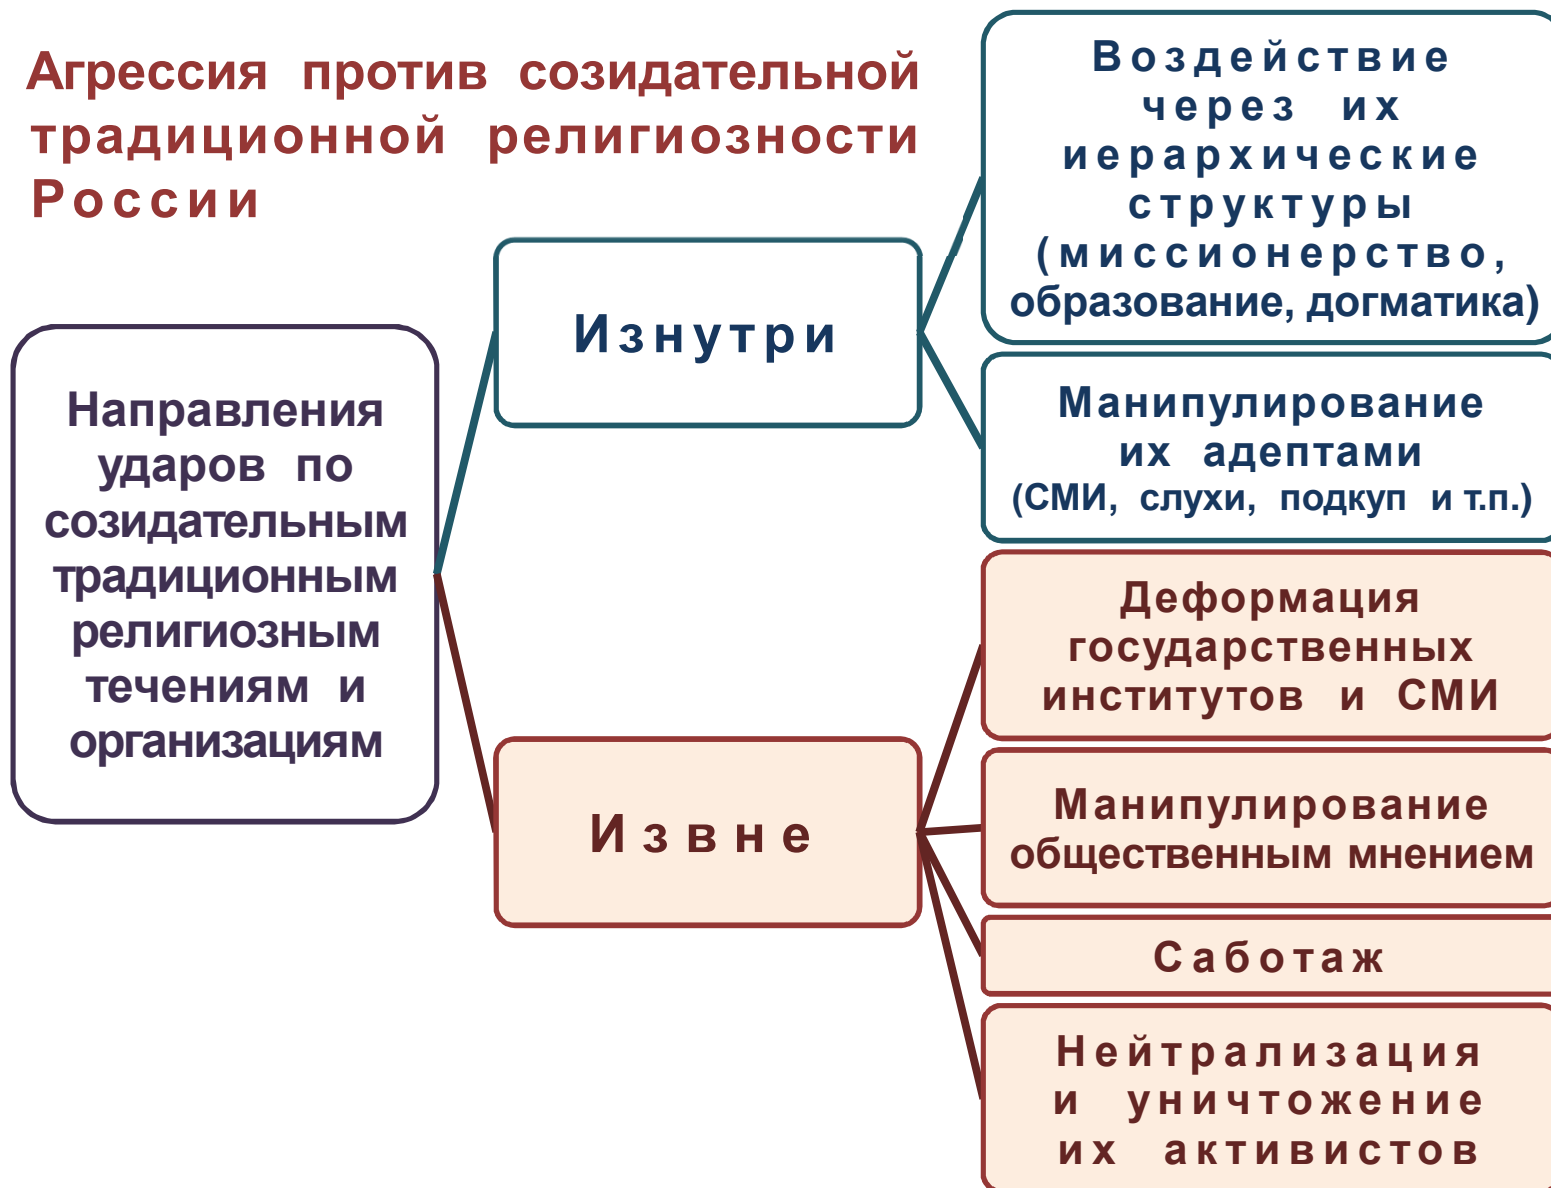 Агрессия против созидательной
традиционной религиозности
России
Направления
ударов по
созидательным
традиционным
религиозным
течениям и
организациям
Изнутри
Воздействие
через их
иерархические
структуры
(миссионерство,
образование, догматика)
Манипулирование
их адептами
(СМИ, слухи, подкуп и т.п.)
Извне
Деформация
государственных
институтов и СМИ
Манипулирование
общественным мнением
Саботаж
Нейтрализация
и уничтожение
их активистов